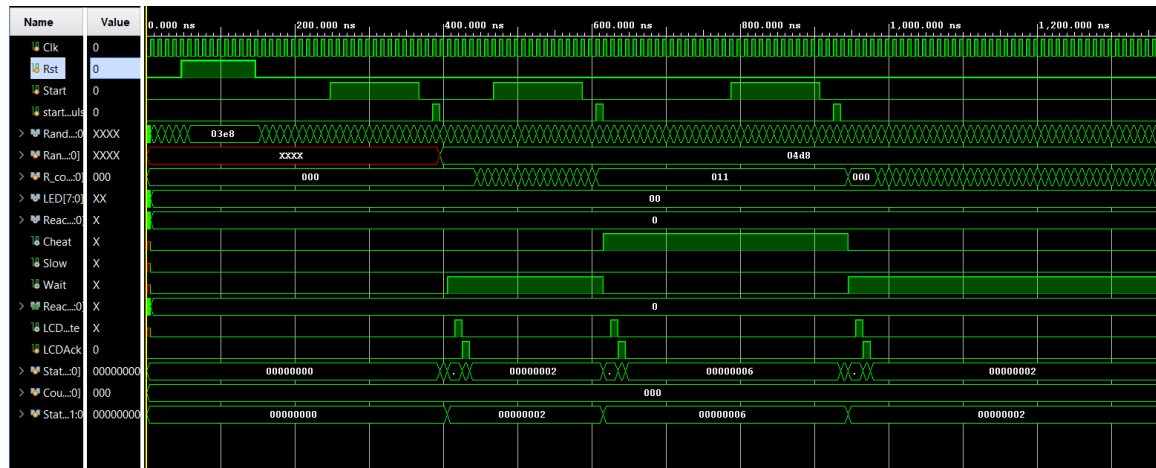 Name Value 0.000 ns 200.000 ns 400.000 ns 600.000 ns 800.000 ns 1,000.000 ns 1,200.000 ns
Clk 0
Rst 0
Start 0
start...uls 0
> Rand...:0 XXXX 03e8
> Ran...:0] XXXX XXXX 04d8
> R_co...:0] 000 000 011 000
> LED[7:0] XX 00
> Reac...:0] X 0
Cheat X
Slow X
Wait X
> Reac...:0] X 0
LCD...te X
LCDAck 0
> Stat...:0] 00000000 00000000 . 00000002 . 00000006 . 00000002
> Cou...:0] 000 000
> Stat...1:0 00000000 00000000 00000002 00000006 00000002